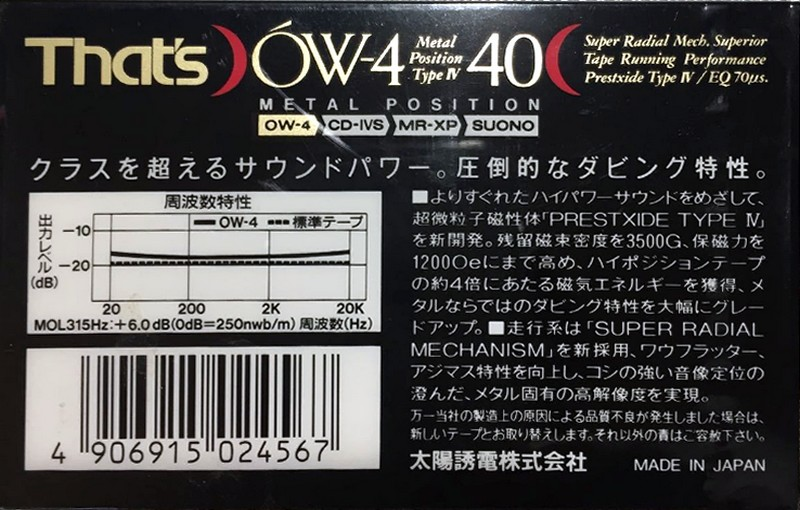 That's ÓW-4 Metal Position Type IV 40
Super Radial Mech. Superior
Tape Running Performance
Prestxide Type IV / EQ 70μs.
METAL POSITION
OW-4 CD-IVS MR-XP SUONO
クラスを超えるサウンドパワー。圧倒的なダビング特性。
周波数特性
OW-4 標準テープ
出力レベル(dB)
-10
-20
20 200 2K 20K
MOL315Hz:+6.0dB(0dB=250nwb/m) 周波数(Hz)
■よりすぐれたハイパワーサウンドをめざして、
超微粒子磁性体「PRESTXIDE TYPE Ⅳ」
を新開発。残留磁束密度を3500G、保磁力を
1200Oeにまで高め、ハイポジションテープ
の約4倍にあたる磁気エネルギーを獲得、メ
タルならではのダビング特性を大幅にグレー
ドアップ。■走行系は「SUPER RADIAL
MECHANISM」を新採用、ワウフラッター、
アジマス特性を向上し、コシの強い音像定位の
澄んだ、メタル固有の高解像度を実現。
万一当社の製造上の原因による品質不良が発生しました場合は、
新しいテープとお取り替えします。それ以外の責はご容赦下さい。
太陽誘電株式会社 MADE IN JAPAN
4 906915 024567